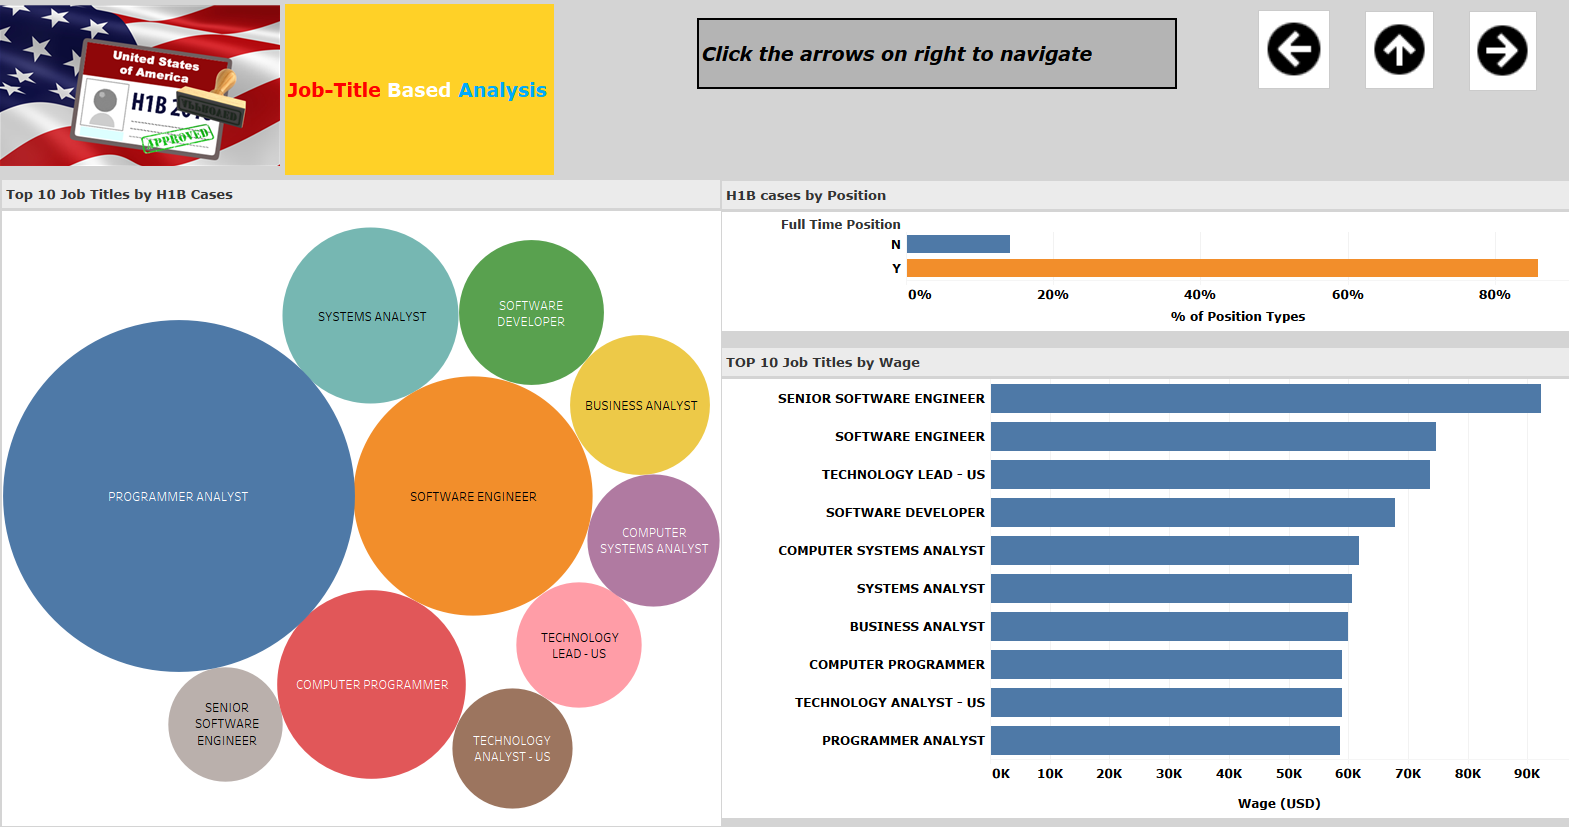 United States
of America
H1B
APPROVED
Job-Title Based Analysis
Click the arrows on right to navigate
Top 10 Job Titles by H1B Cases
SYSTEMS ANALYST
SOFTWARE
DEVELOPER
BUSINESS ANALYST
PROGRAMMER ANALYST
SOFTWARE ENGINEER
COMPUTER
SYSTEMS ANALYST
TECHNOLOGY
LEAD - US
COMPUTER PROGRAMMER
SENIOR
SOFTWARE
ENGINEER
TECHNOLOGY
ANALYST - US
H1B cases by Position
Full Time Position
N
Y
0% 20% 40% 60% 80%
% of Position Types
TOP 10 Job Titles by Wage
SENIOR SOFTWARE ENGINEER
SOFTWARE ENGINEER
TECHNOLOGY LEAD - US
SOFTWARE DEVELOPER
COMPUTER SYSTEMS ANALYST
SYSTEMS ANALYST
BUSINESS ANALYST
COMPUTER PROGRAMMER
TECHNOLOGY ANALYST - US
PROGRAMMER ANALYST
0K 10K 20K 30K 40K 50K 60K 70K 80K 90K
Wage (USD)